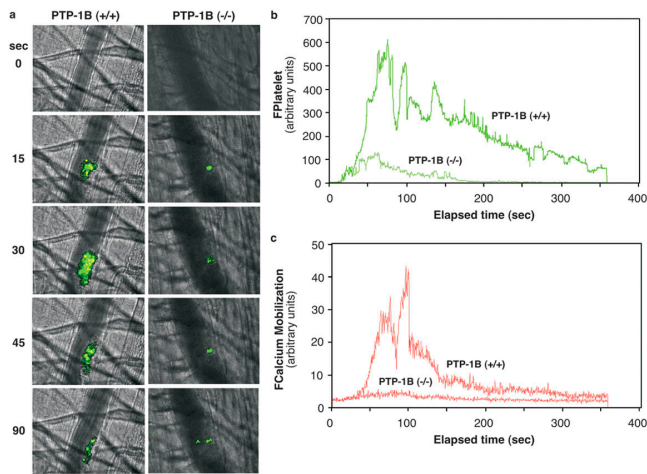 a
PTP-1B (+/+) PTP-1B (-/-)
sec
0
15
30
45
90
b
FPlatelet
(arbitrary units)
700
600
500
400
300
200
100
0
PTP-1B (+/+)
PTP-1B (-/-)
0 100 200 300 400
Elapsed time (sec)
c
FCalcium Mobilization
(arbitrary units)
50
40
30
20
10
0
PTP-1B (+/+)
PTP-1B (-/-)
0 100 200 300 400
Elapsed time (sec)